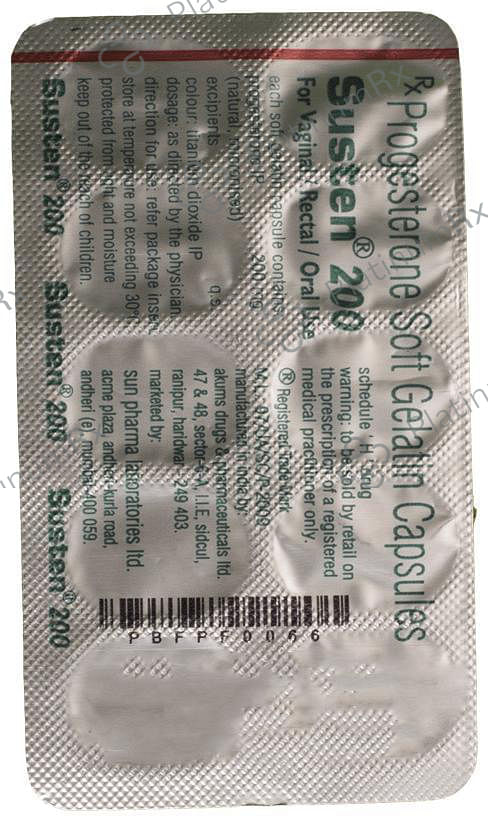 Rx Progesterone Soft Gelatin Capsules
Susten® 200
For Vaginal / Rectal / Oral Use
each soft gelatin capsule contains:
progesterone IP 200 mg
(natural, micronised)
excipients q.s.
colour: titanium dioxide IP
dosage: as directed by the physician
direction for use: refer package insert
store at temperature not exceeding 30°
protected from light and moisture
keep out of the reach of children.
schedule 'H' drug
warning: to be sold by retail on
the prescription of a registered
medical practitioner only.
® Registered Trade Mark
manufactured in india by:
akums drugs & pharmaceuticals ltd.
47 & 48, sector-6A, I.I.E, sidcul,
ranipur, haridwar-249 403.
marketed by:
sun pharma laboratories ltd.
acme plaza, andheri-kurla road,
andheri (e), mumbai-400 059.
PBFPF0066
Susten® 200 Susten® 200 Susten® 200